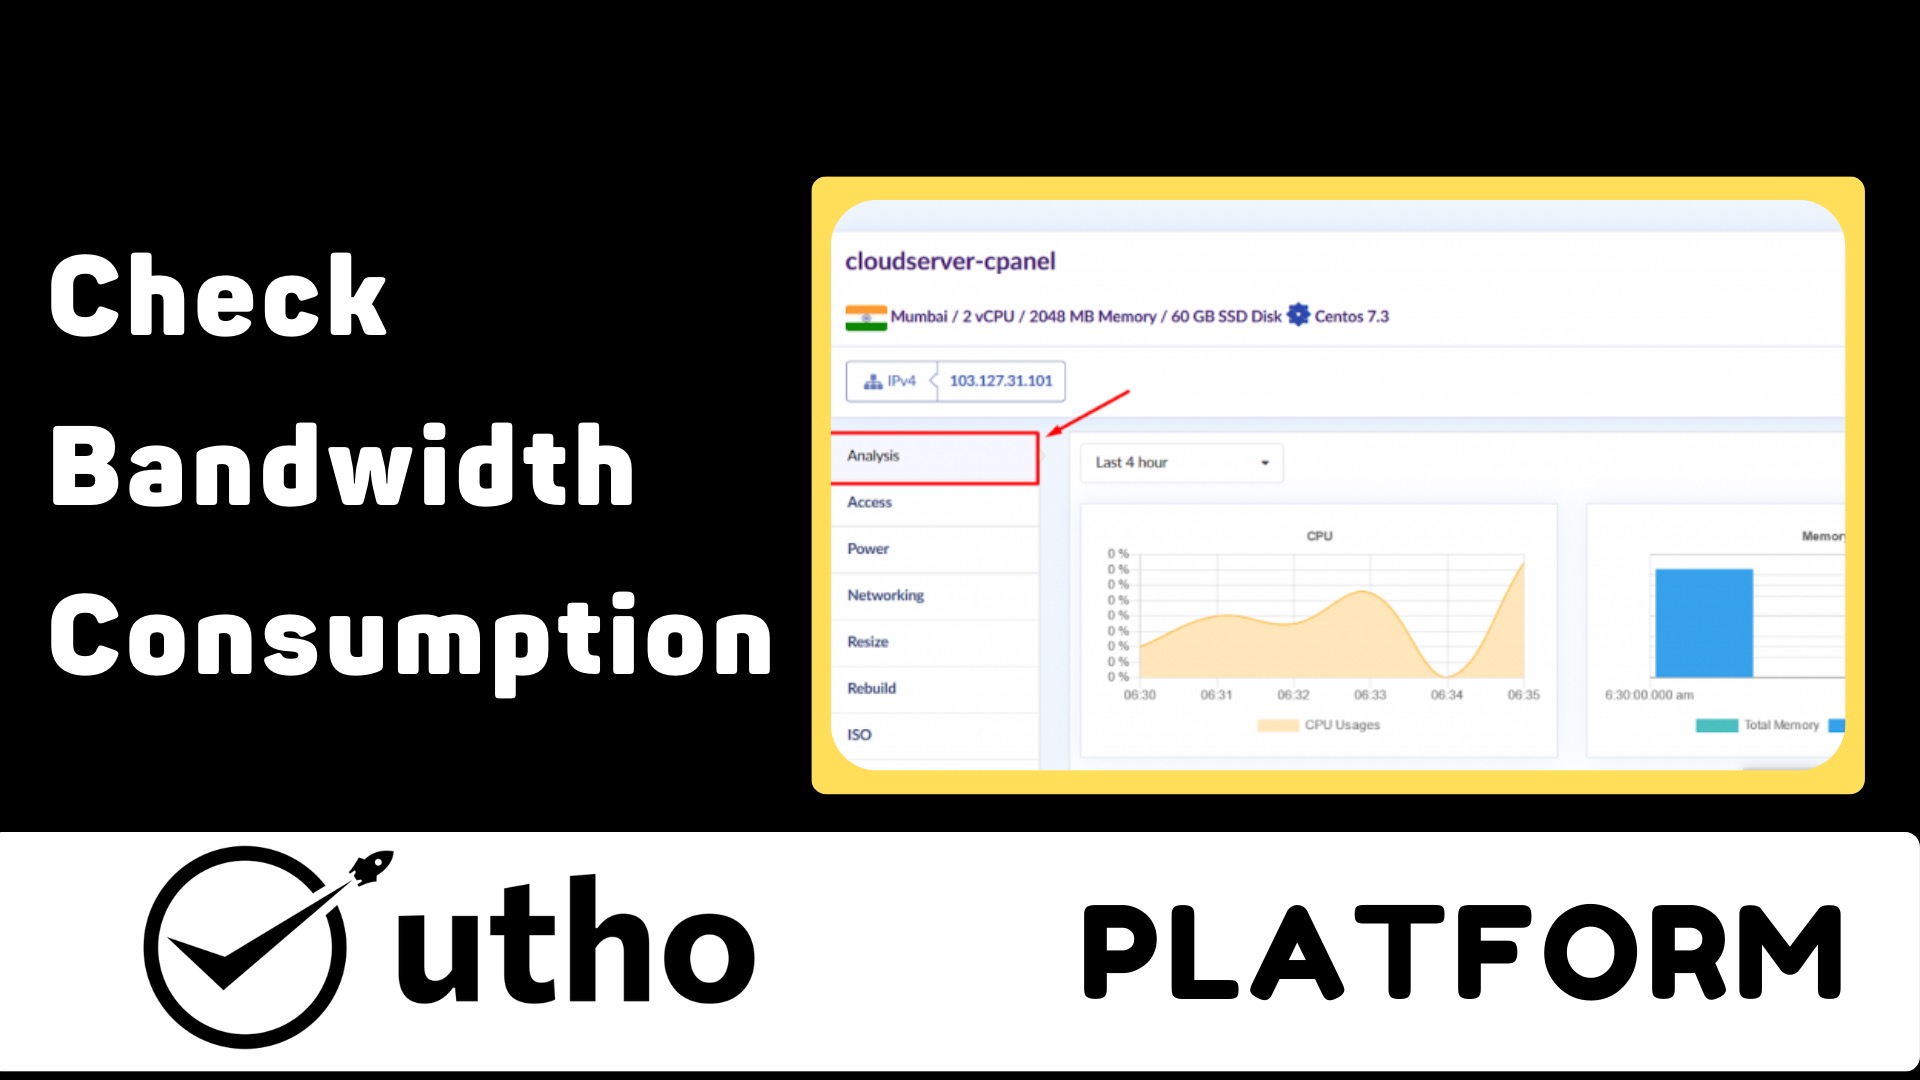 Check
Bandwidth
Consumption
cloudserver-cpanel
Mumbai / 2 vCPU / 2048 MB Memory / 60 GB SSD Disk Centos 7.3
IPv4 103.127.31.101
Analysis
Access
Power
Networking
Resize
Rebuild
ISO
Last 4 hour
CPU
0 %
0 %
0 %
0 %
0 %
0 %
0 %
0 %
0 %
06:30 06:31 06:32 06:33 06:34 06:35
CPU Usages
Memory
6:30:00.000 am
Total Memory
utho
PLATFORM